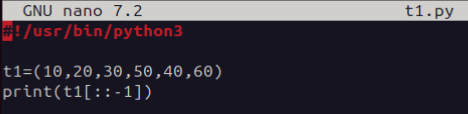 GNU nano 7.2 t1.py
#!/usr/bin/python3
t1=(10,20,30,50,40,60)
print(t1[::-1])